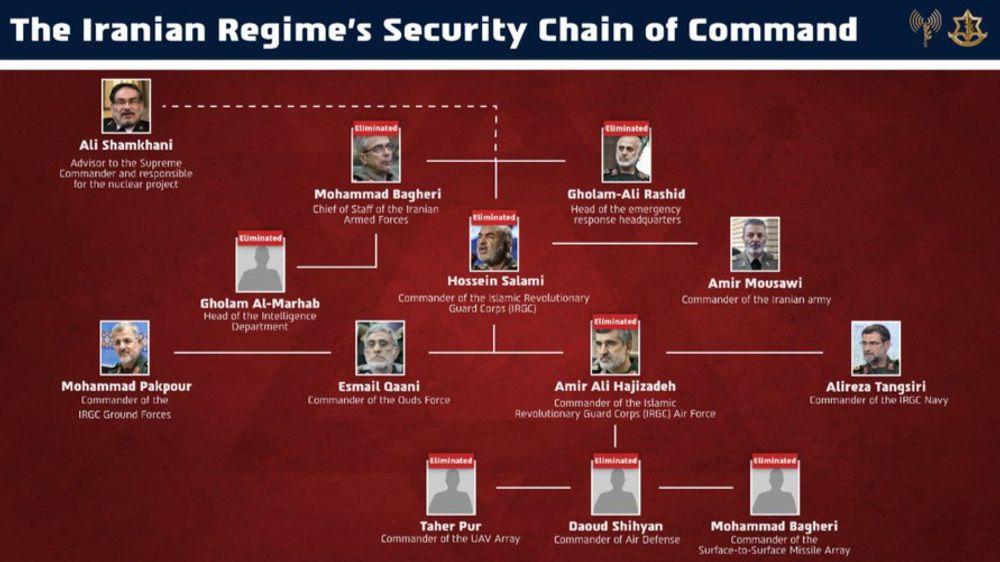 The Iranian Regime's Security Chain of Command
Ali Shamkhani
Advisor to the Supreme
Commander and responsible
for the nuclear project
Eliminated
Mohammad Bagheri
Chief of Staff of the Iranian
Armed Forces
Eliminated
Gholam-Ali Rashid
Head of the emergency
response headquarters
Eliminated
Gholam Al-Marhab
Head of the Intelligence
Department
Eliminated
Hossein Salami
Commander of the Islamic Revolutionary
Guard Corps (IRGC)
Amir Mousawi
Commander of the Iranian army
Mohammad Pakpour
Commander of the
IRGC Ground Forces
Esmail Qaani
Commander of the Quds Force
Eliminated
Amir Ali Hajizadeh
Commander of the Islamic
Revolutionary Guard Corps (IRGC) Air Force
Alireza Tangsiri
Commander of the IRGC Navy
Eliminated
Taher Pur
Commander of the UAV Array
Eliminated
Daoud Shihyan
Commander of Air Defense
Eliminated
Mohammad Bagheri
Commander of the
Surface-to-Surface Missile Array